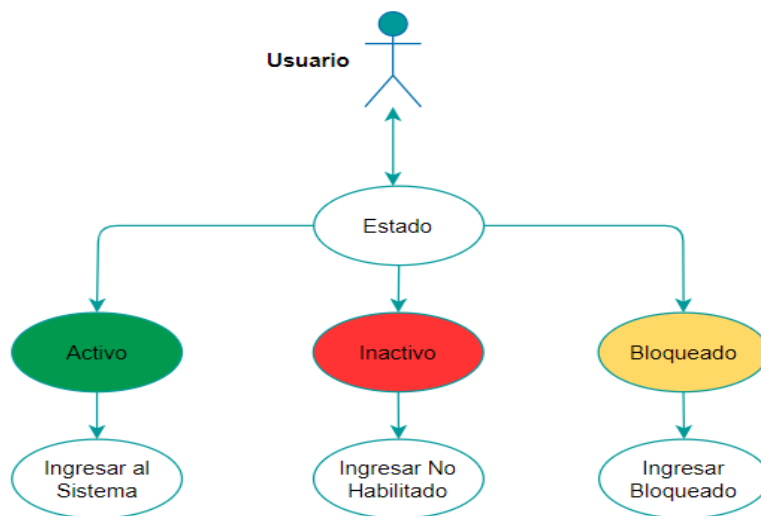 Usuario
Estado
Activo
Inactivo
Bloqueado
Ingresar al
Sistema
Ingresar No
Habilitado
Ingresar
Bloqueado